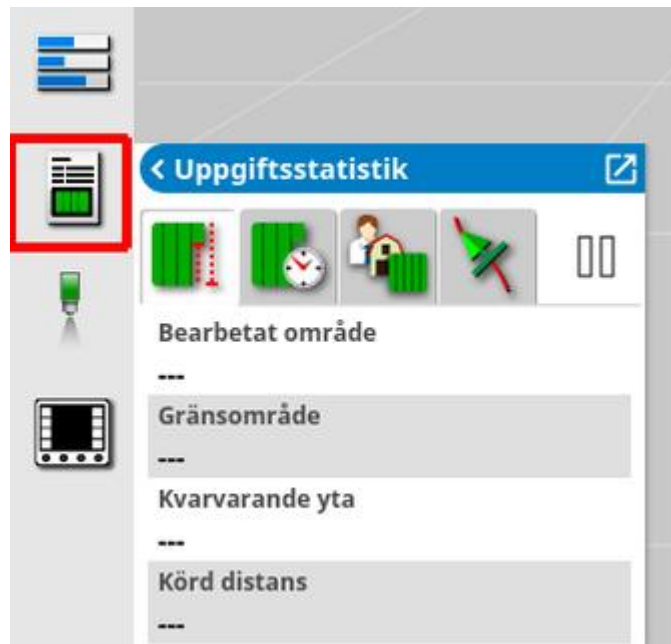 Uppgiftsstatistik
Bearbetat område
---
Gränsområde
---
Kvarvarande yta
---
Körd distans
---